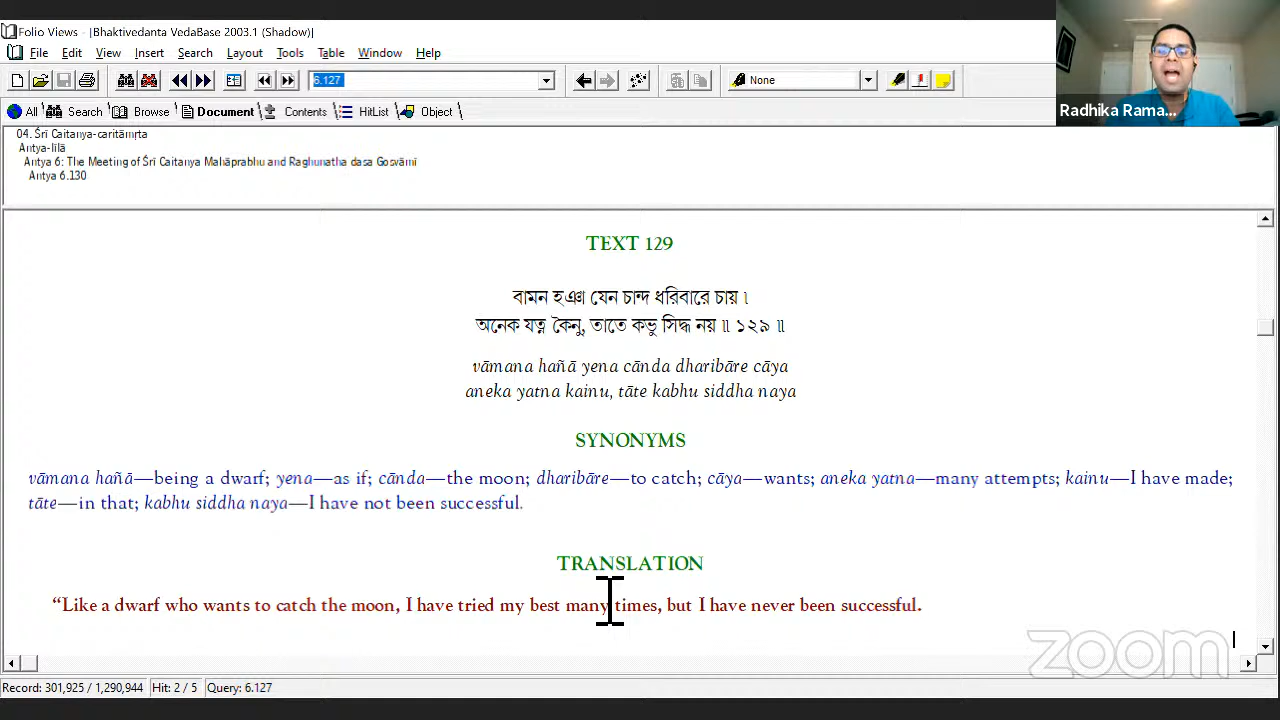 Folio Views - [Bhaktivedanta VedaBase 2003.1 (Shadow)]
File Edit View Insert Search Layout Tools Table Window Help
6.127 None
All Search Browse Document Contents HitList Object
Radhika Rama...
04. Śrī Caitanya-caritāmṛta
Antya-līlā
Antya 6: The Meeting of Śrī Caitanya Mahāprabhu and Raghunātha dāsa Gosvāmī
Antya 6.130
TEXT 129
বামন হঞা যেন চান্দ ধরিবারে চায় ।
অনেক যত্ন কৈনু, তাতে কভু সিদ্ধ নয় ॥ ১২৯ ॥
vāmana hañā yena cānda dharibāre cāya
aneka yatna kainu, tāte kabhu siddha naya
SYNONYMS
vāmana hañā—being a dwarf; yena—as if; cānda—the moon; dharibāre—to catch; cāya—wants; aneka yatna—many attempts; kainu—I have made;
tāte—in that; kabhu siddha naya—I have not been successful.
TRANSLATION
“Like a dwarf who wants to catch the moon, I have tried my best many times, but I have never been successful.
zoom
Record: 301,925 / 1,290,944 Hit: 2 / 5 Query: 6.127